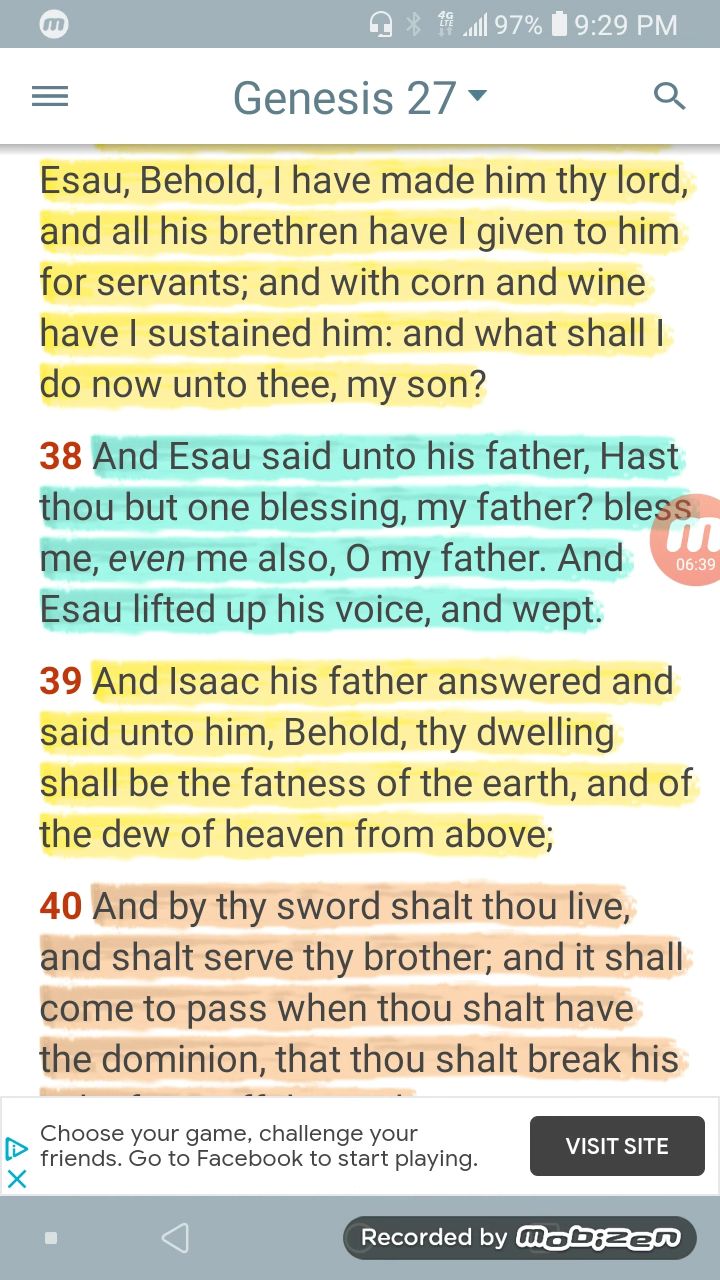 4G
LTE
97%
9:29 PM
Genesis 27
Esau, Behold, I have made him thy lord,
and all his brethren have I given to him
for servants; and with corn and wine
have I sustained him: and what shall I
do now unto thee, my son?
38 And Esau said unto his father, Hast
thou but one blessing, my father? bless
me, even me also, O my father. And
Esau lifted up his voice, and wept.
06:39
39 And Isaac his father answered and
said unto him, Behold, thy dwelling
shall be the fatness of the earth, and of
the dew of heaven from above;
40 And by thy sword shalt thou live,
and shalt serve thy brother; and it shall
come to pass when thou shalt have
the dominion, that thou shalt break his
Choose your game, challenge your
friends. Go to Facebook to start playing.
VISIT SITE
Recorded by mobizen